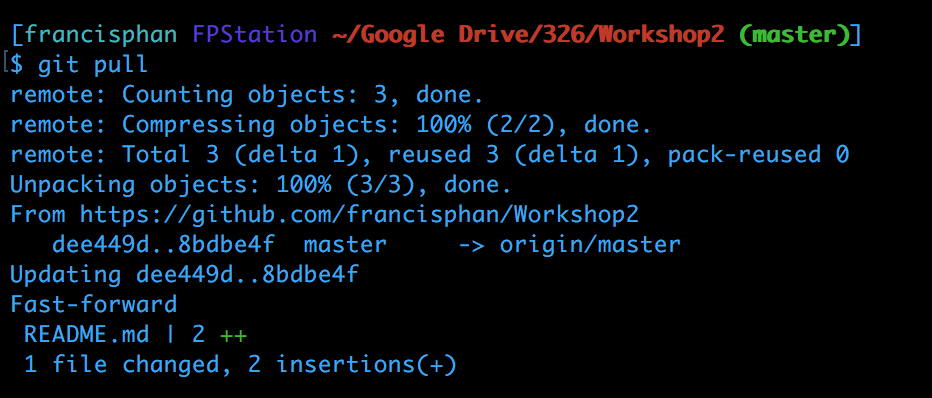 [francisphan FPStation ~/Google Drive/326/Workshop2 (master)]
$ git pull
remote: Counting objects: 3, done.
remote: Compressing objects: 100% (2/2), done.
remote: Total 3 (delta 1), reused 3 (delta 1), pack-reused 0
Unpacking objects: 100% (3/3), done.
From https://github.com/francisphan/Workshop2
   dee449d..8bdbe4f  master     -> origin/master
Updating dee449d..8bdbe4f
Fast-forward
 README.md | 2 ++
 1 file changed, 2 insertions(+)